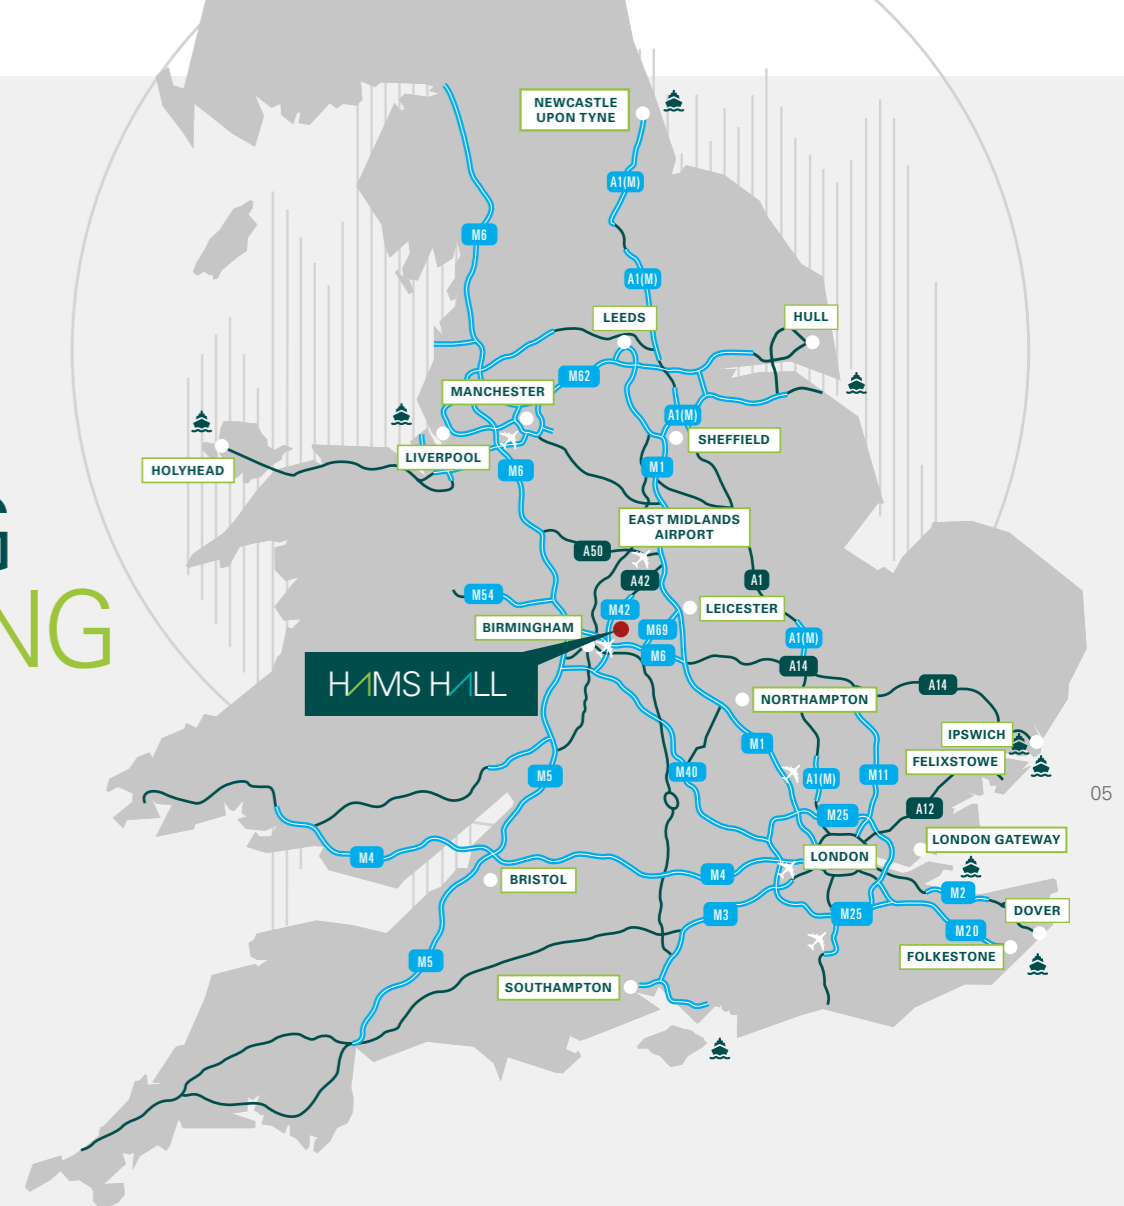 NEWCASTLE
UPON TYNE
A1(M)
M6
A1(M)
LEEDS
HULL
M62
MANCHESTER
A1(M)
SHEFFIELD
HOLYHEAD
LIVERPOOL
M6
M1
EAST MIDLANDS
AIRPORT
G
A50
A42
A1
M54
M42
LEICESTER
NG
BIRMINGHAM
M69
A1(M)
M6
A14
HAMS HALL
A14
NORTHAMPTON
IPSWICH
M1
FELIXSTOWE
M5
M40
A1(M)
M11
05
A12
M25
LONDON GATEWAY
M4
LONDON
M4
BRISTOL
M2
M3
M25
DOVER
M20
M5
FOLKESTONE
SOUTHAMPTON